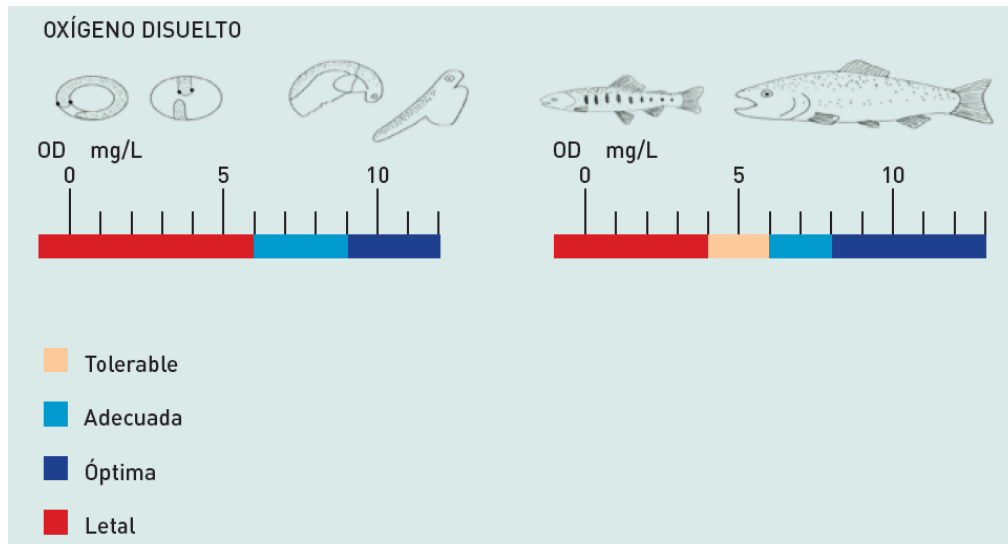 OXÍGENO DISUELTO
OD mg/L
0 5 10
OD mg/L
0 5 10
Tolerable
Adecuada
Óptima
Letal